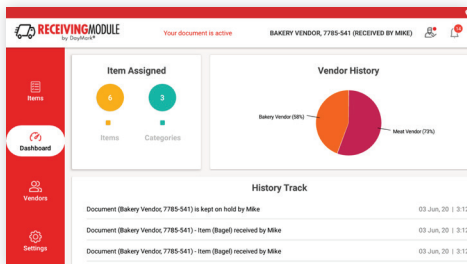 RECEIVINGMODULE
by DayMark®
Your document is active
BAKERY VENDOR, 7785-541 (RECEIVED BY MIKE)
Items
Dashboard
Vendors
Settings
Item Assigned
6
3
Items
Categories
Vendor History
Bakery Vendor (58%)
Meat Vendor (73%)
History Track
Document (Bakery Vendor, 7785-541) is kept on hold by Mike
03 Jun, 20 | 3:12
Document (Bakery Vendor, 7785-541) - Item (Bagel) received by Mike
03 Jun, 20 | 3:12
Document (Bakery Vendor, 7785-541) - Item (Bagel) received by Mike
03 Jun, 20 | 3:12